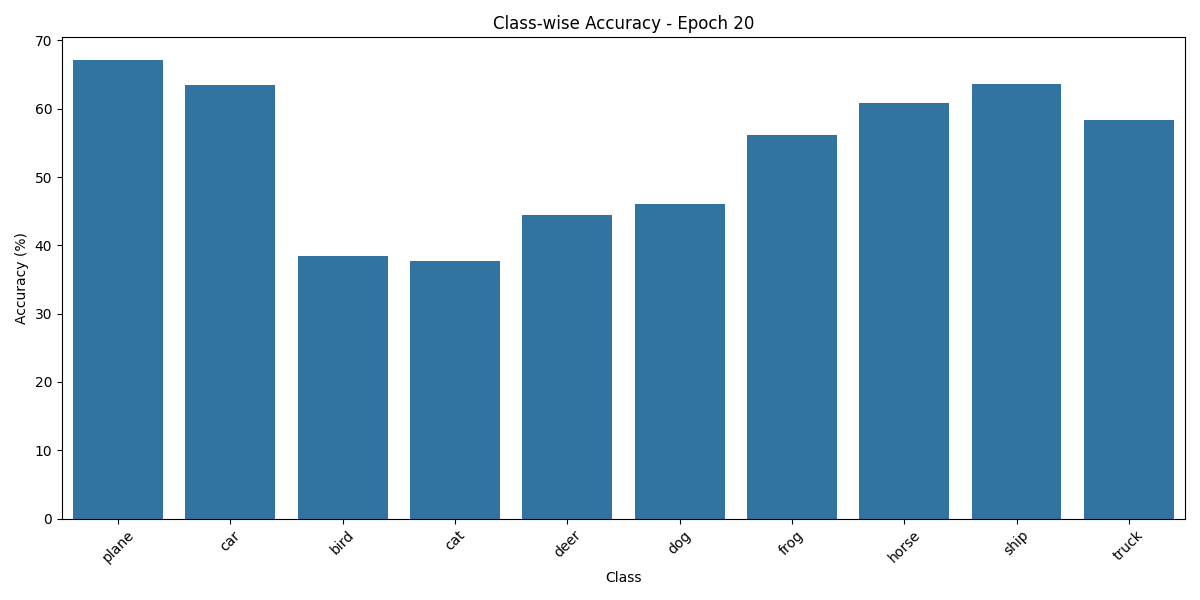 Class-wise Accuracy - Epoch 20
Accuracy (%)
70
60
50
40
30
20
10
0
plane
car
bird
cat
deer
dog
frog
horse
ship
truck
Class